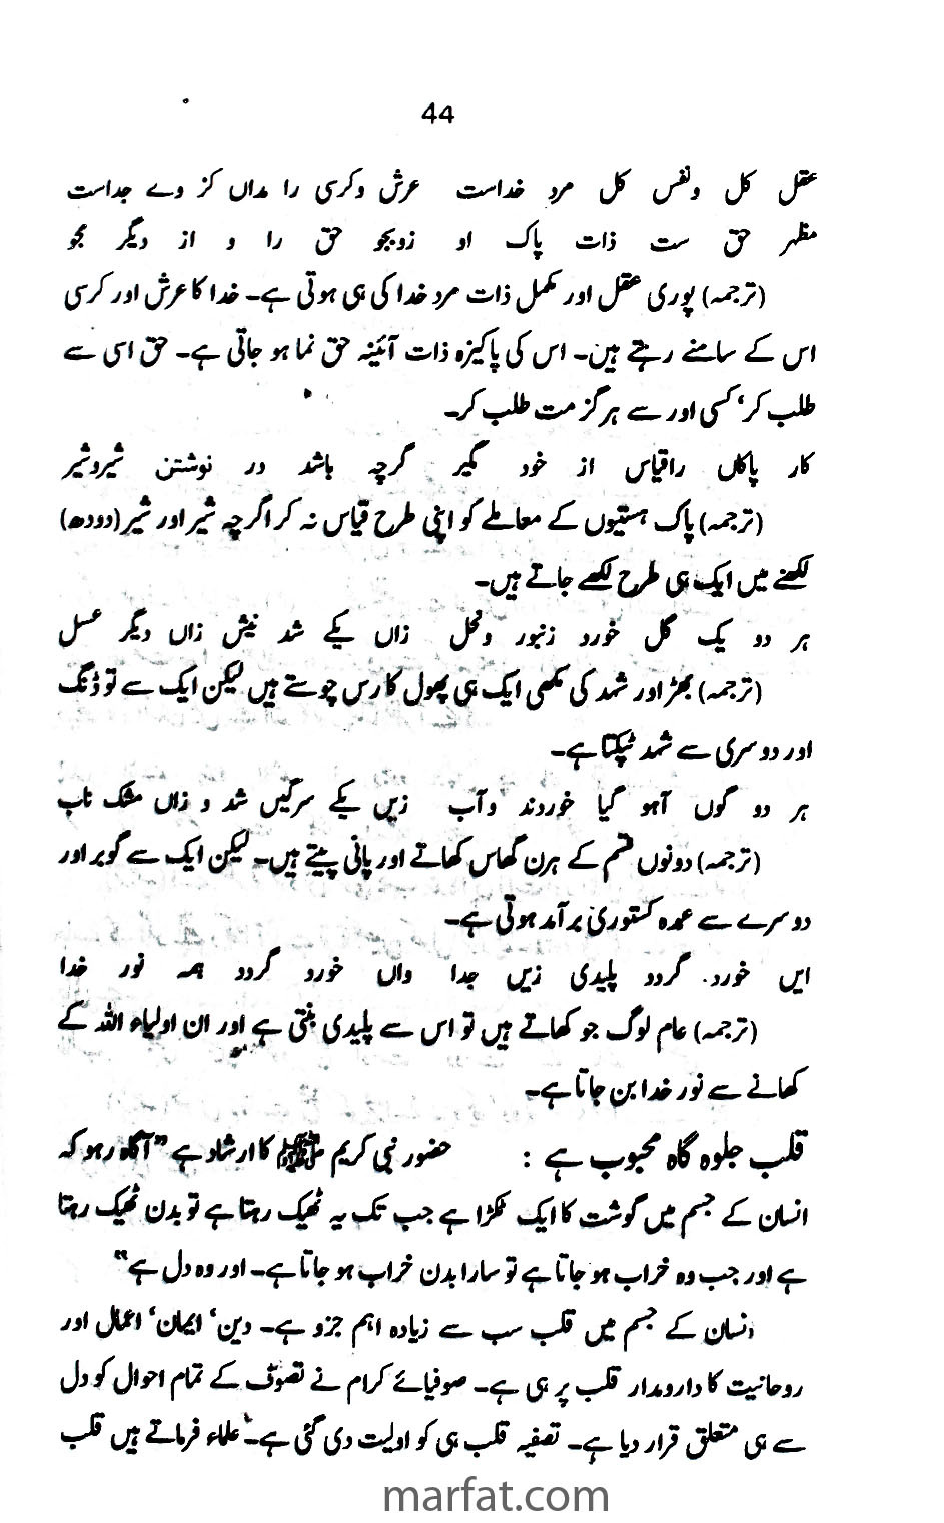 44
عقل کل ونفس کل مرد خداست عرش وکرسی را مداں کز وے جداست
مظہر حق ست ذات پاک او زوبجو حق را و از دیگر مجو
(ترجمہ) پوری عقل اور مکمل ذات مرد خدا کی ہی ہوتی ہے۔ خدا کا عرش اور کرسی
اس کے سامنے رہتے ہیں۔ اس کی پاکیزہ ذات آئینہ حق نما ہو جاتی ہے۔ حق اسی سے
طلب کر، کسی اور سے ہرگز مت طلب کر۔
کار پاکاں راقیاس از خود مگیر گرچہ باشد در نوشتن شیروشیر
(ترجمہ) پاک ہستیوں کے معاملے کو اپنی طرح قیاس نہ کر اگرچہ شیر اور شیر (دودھ)
لکھنے میں ایک ہی طرح لکھے جاتے ہیں۔
ہر دو یک گل خورد زنبور ونحل زاں یکے شد نیش زاں دیگر عسل
(ترجمہ) بھڑ اور شہد کی مکھی ایک ہی پھول کا رس چوستے ہیں لیکن ایک سے تو ڈنگ
اور دوسری سے شہد ٹپکتا ہے۔
ہر دو گوں آہو گیا خوردند وآب زیں یکے سرگیں شد و زاں مشک ناب
(ترجمہ) دونوں قسم کے ہرن گھاس کھاتے اور پانی پیتے ہیں۔ لیکن ایک سے گوبر اور
دوسرے سے عمدہ کستوری برآمد ہوتی ہے۔
ایں خورد گردد پلیدی زیں جدا واں خورد گردد ہمہ نور خدا
(ترجمہ) عام لوگ جو کھاتے ہیں تو اس سے پلیدی بنتی ہے اور ان اولیاء اللہ کے
کھانے سے نور خدا بن جاتا ہے۔
قلب جلوہ گاہ محبوب ہے : حضور نبی کریم ﷺ کا ارشاد ہے "آگاہ رہو کہ
انسان کے جسم میں گوشت کا ایک ٹکڑا ہے جب تک یہ ٹھیک رہتا ہے تو بدن ٹھیک رہتا
ہے اور جب وہ خراب ہو جاتا ہے تو سارا بدن خراب ہو جاتا ہے۔ اور وہ دل ہے"
انسان کے جسم میں قلب سب سے زیادہ اہم جزو ہے۔ دین، ایمان، اعمال اور
روحانیت کا دارومدار قلب پر ہی ہے۔ صوفیائے کرام نے تصوف کے تمام احوال کو دل
سے ہی متعلق قرار دیا ہے۔ تصفیہ قلب ہی کو اولیت دی گئی ہے۔ علماء فرماتے ہیں قلب
marfat.com